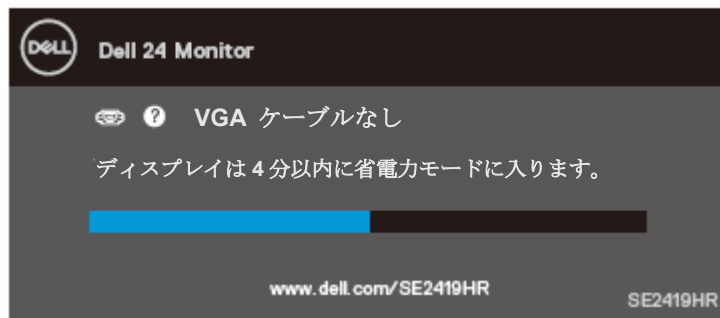 DELL
Dell 24 Monitor
? VGA ケーブルなし
ディスプレイは 4 分以内に省電力モードに入ります。
www.dell.com/SE2419HR
SE2419HR